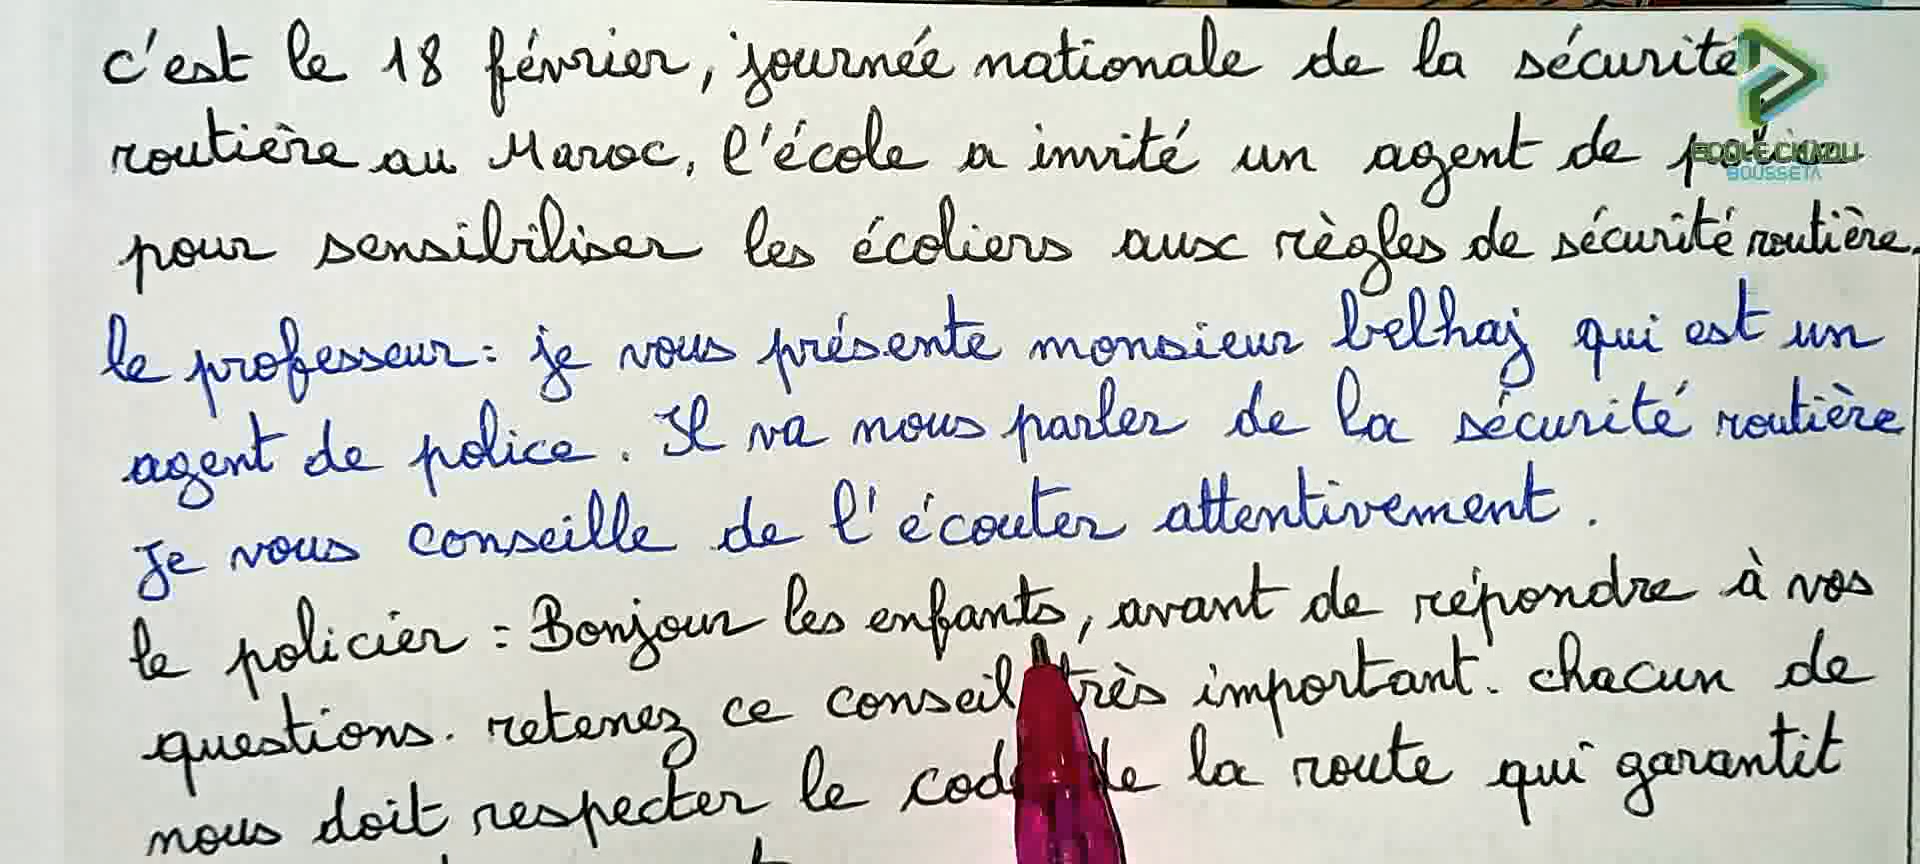 c'est le 18 février, journée nationale de la sécurité
routière au Maroc, l'école a invité un agent de
ECOLE CHAOLI
BOUSSETA
pour sensibiliser les écoliers aux règles de sécurité routière.
le professeur : je vous présente monsieur belhaj qui est un
agent de police. Il va nous parler de la sécurité routière
Je vous conseille de l'écouter attentivement.
le policier : Bonjour les enfants, avant de répondre à vos
questions. retenez ce conseil très important. chacun de
nous doit respecter le code de la route qui garantit